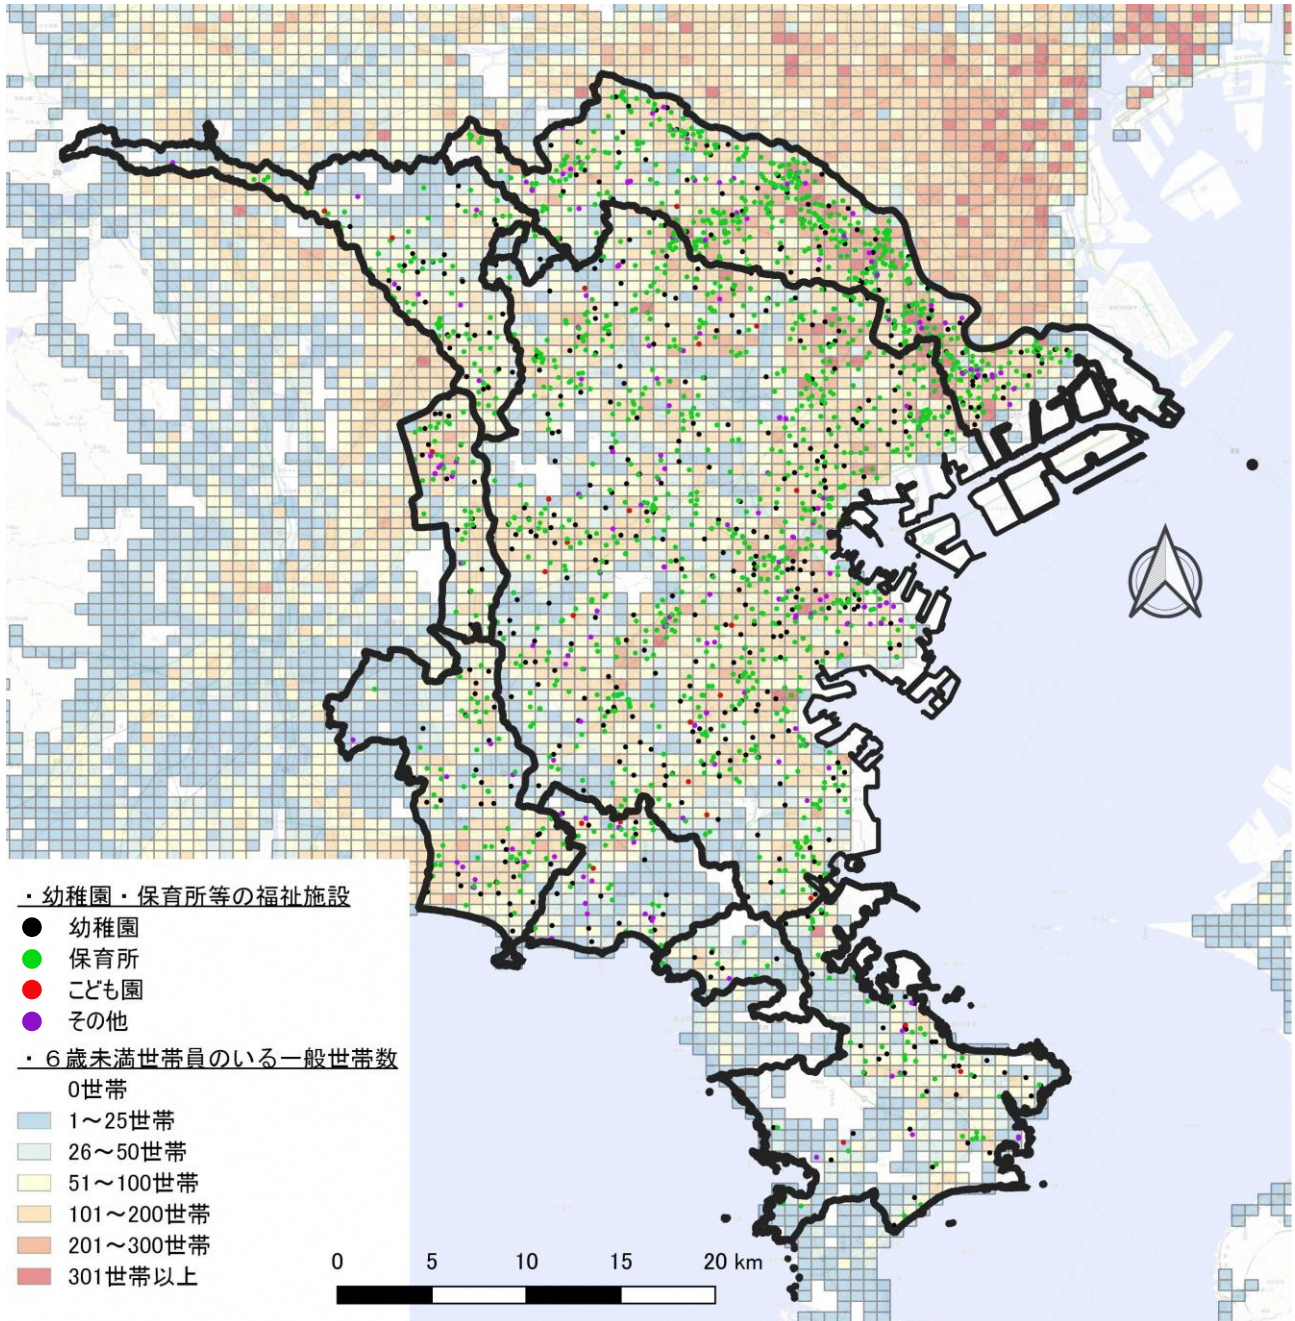 ・幼稚園・保育所等の福祉施設
幼稚園
保育所
こども園
その他
・６歳未満世帯員のいる一般世帯数
0世帯
1～25世帯
26～50世帯
51～100世帯
101～200世帯
201～300世帯
301世帯以上
0 5 10 15 20 km